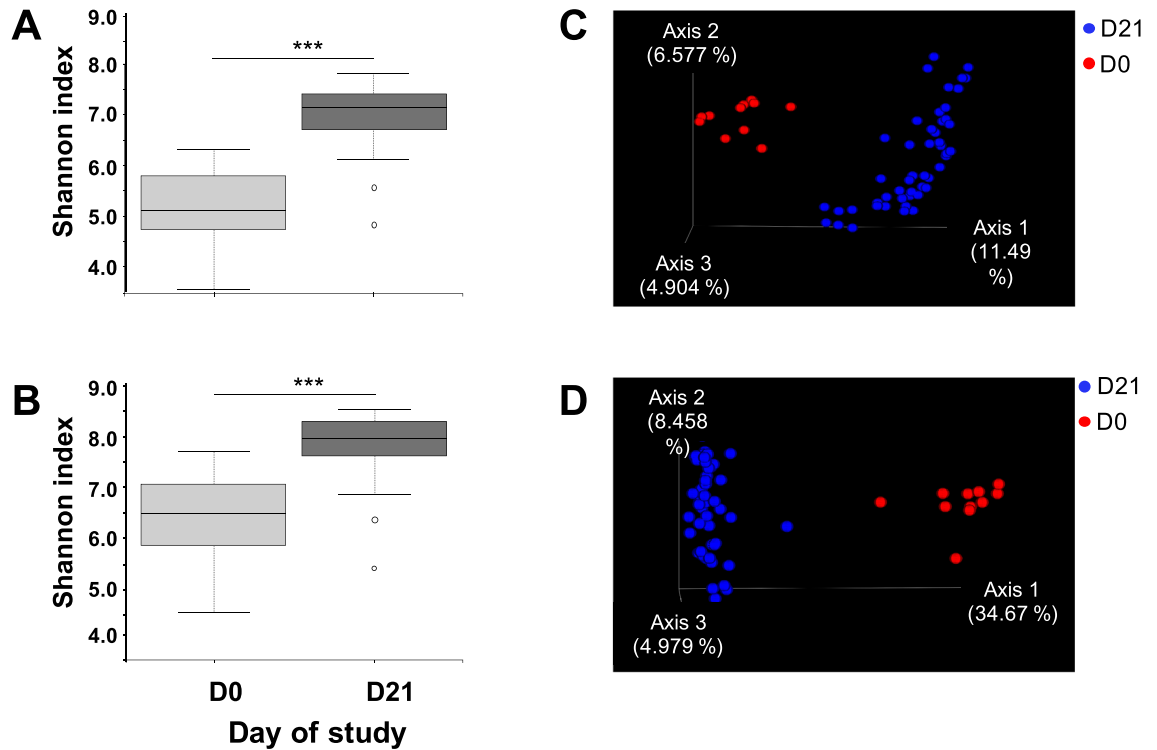 A
Shannon index
9.0
8.0
7.0
6.0
5.0
4.0
***
C
Axis 2
(6.577 %)
Axis 1
(11.49
%)
Axis 3
(4.904 %)
D21
D0
B
Shannon index
9.0
8.0
7.0
6.0
5.0
4.0
***
D0
D21
Day of study
D
Axis 2
(8.458
%)
Axis 1
(34.67 %)
Axis 3
(4.979 %)
D21
D0